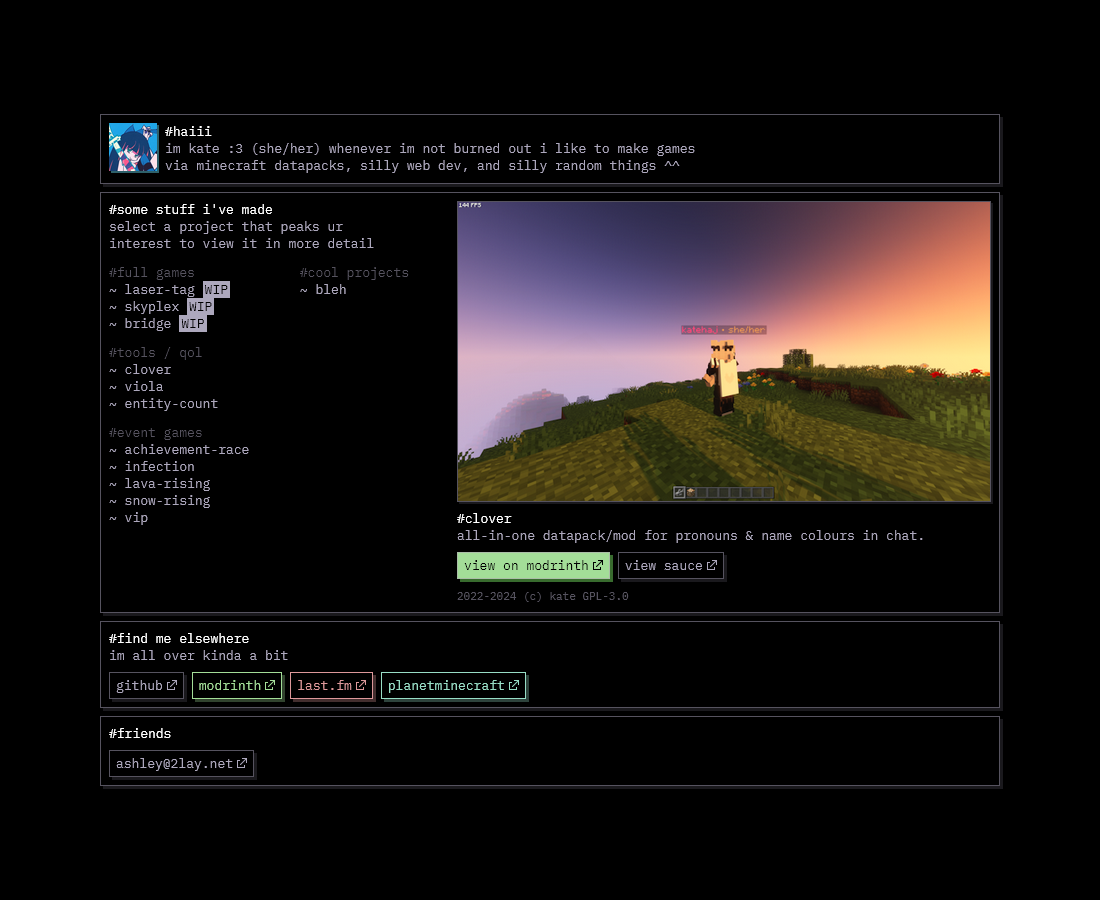 #haiii
im kate :3 (she/her) whenever im not burned out i like to make games
via minecraft datapacks, silly web dev, and silly random things ^^
#some stuff i've made
select a project that peaks ur
interest to view it in more detail
#full games
~ laser-tag WIP
~ skyplex WIP
~ bridge WIP
#tools / qol
~ clover
~ viola
~ entity-count
#event games
~ achievement-race
~ infection
~ lava-rising
~ snow-rising
~ vip
#cool projects
~ bleh
144 FPS
• she/her
#clover
all-in-one datapack/mod for pronouns & name colours in chat.
view on modrinth
view sauce
2022-2024 (c) kate GPL-3.0
#find me elsewhere
im all over kinda a bit
github
modrinth
last.fm
planetminecraft
#friends
ashley@2lay.net